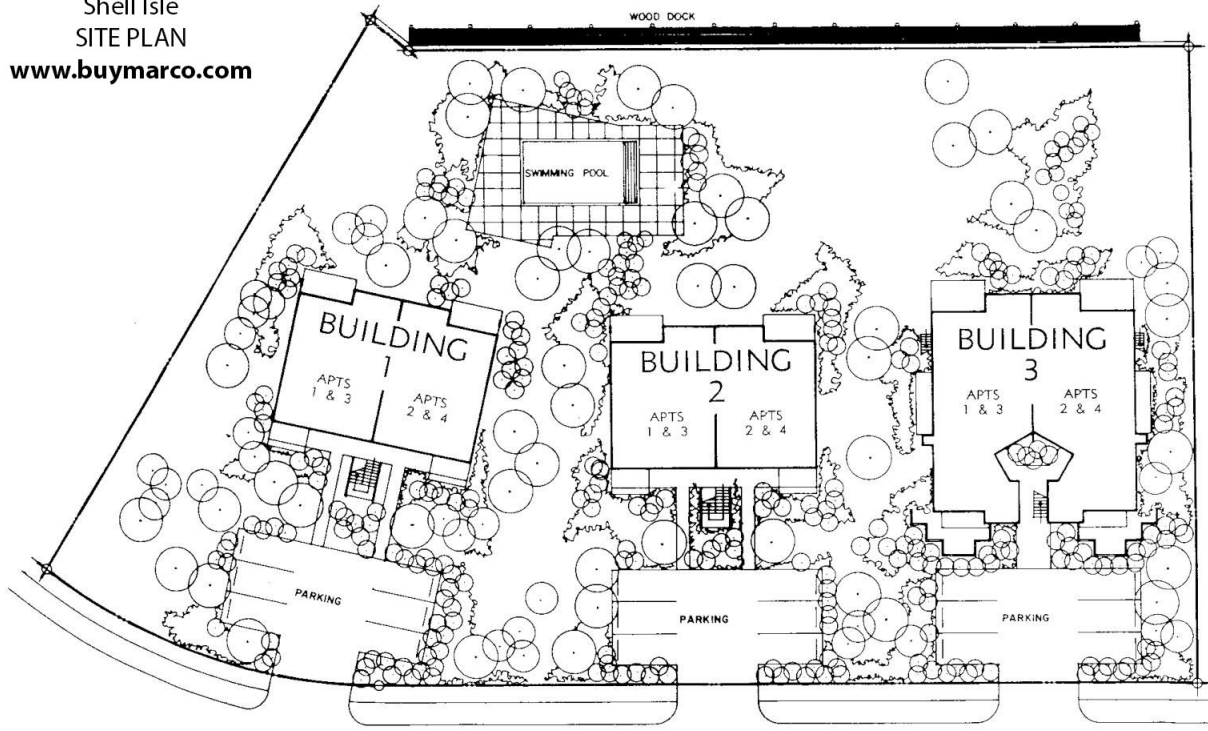 Shell Isle
SITE PLAN
www.buymarco.com
WOOD DOCK
SWIMMING POOL
BUILDING
1
APTS
1 & 3
APTS
2 & 4
BUILDING
2
APTS
1 & 3
APTS
2 & 4
BUILDING
3
APTS
1 & 3
APTS
2 & 4
PARKING
PARKING
PARKING